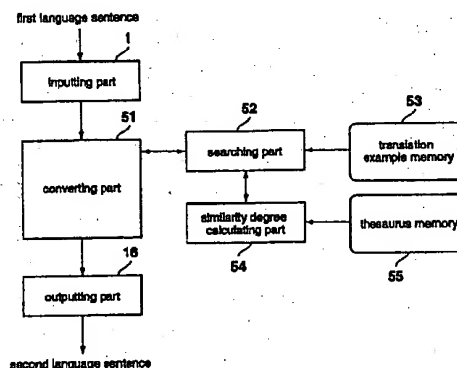 first language sentence
1
inputting part
51
converting part
52
searching part
53
translation
example memory
similarity degree
calculating part
54
thesaurus memory
55
16
outputting part
second language sentence